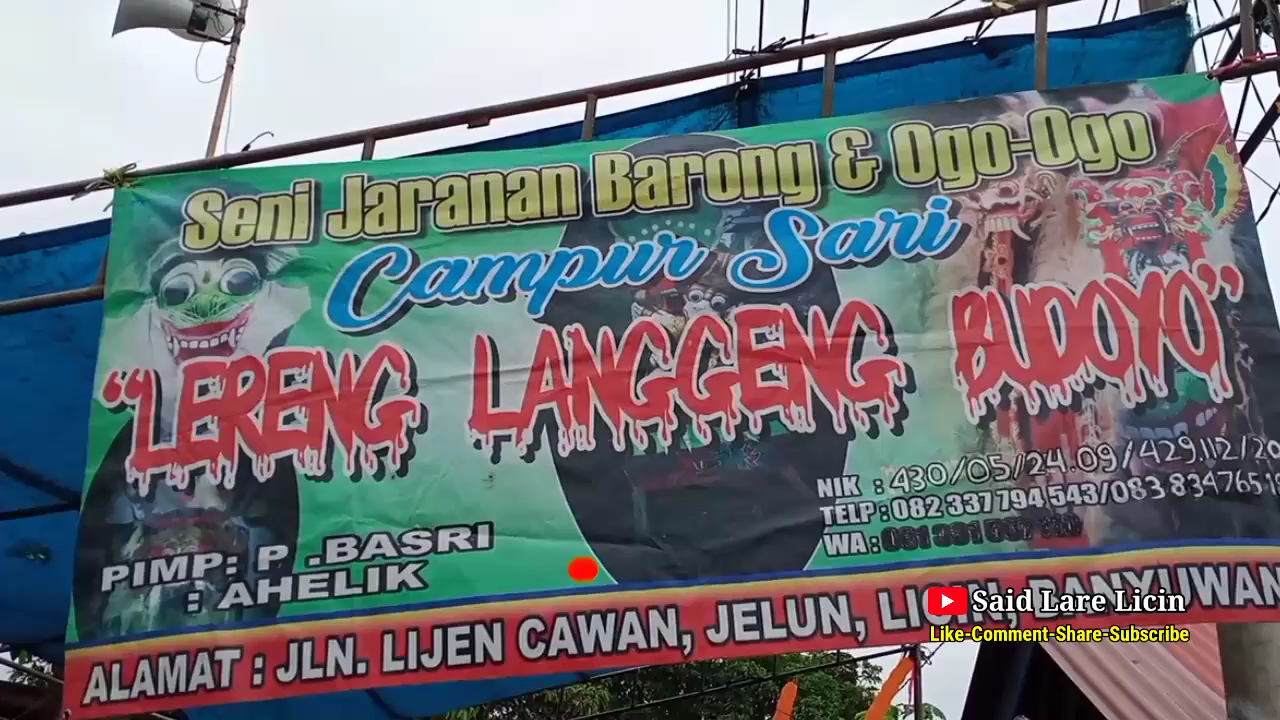 Seni Jaranan Barong & Ogo-Ogo
Campur Sari
"LERENG LANGGENG BUDOYO"
NIK : 430/05/24.09/429.112/20
TELP : 082 337 794 543/083 8347651
WA :
PIMP : P .BASRI
: AHELIK
ALAMAT : JLN. LIJEN CAWAN, JELUN, LICIN, BANYUWAN
Said Lare Licin
Like-Comment-Share-Subscribe